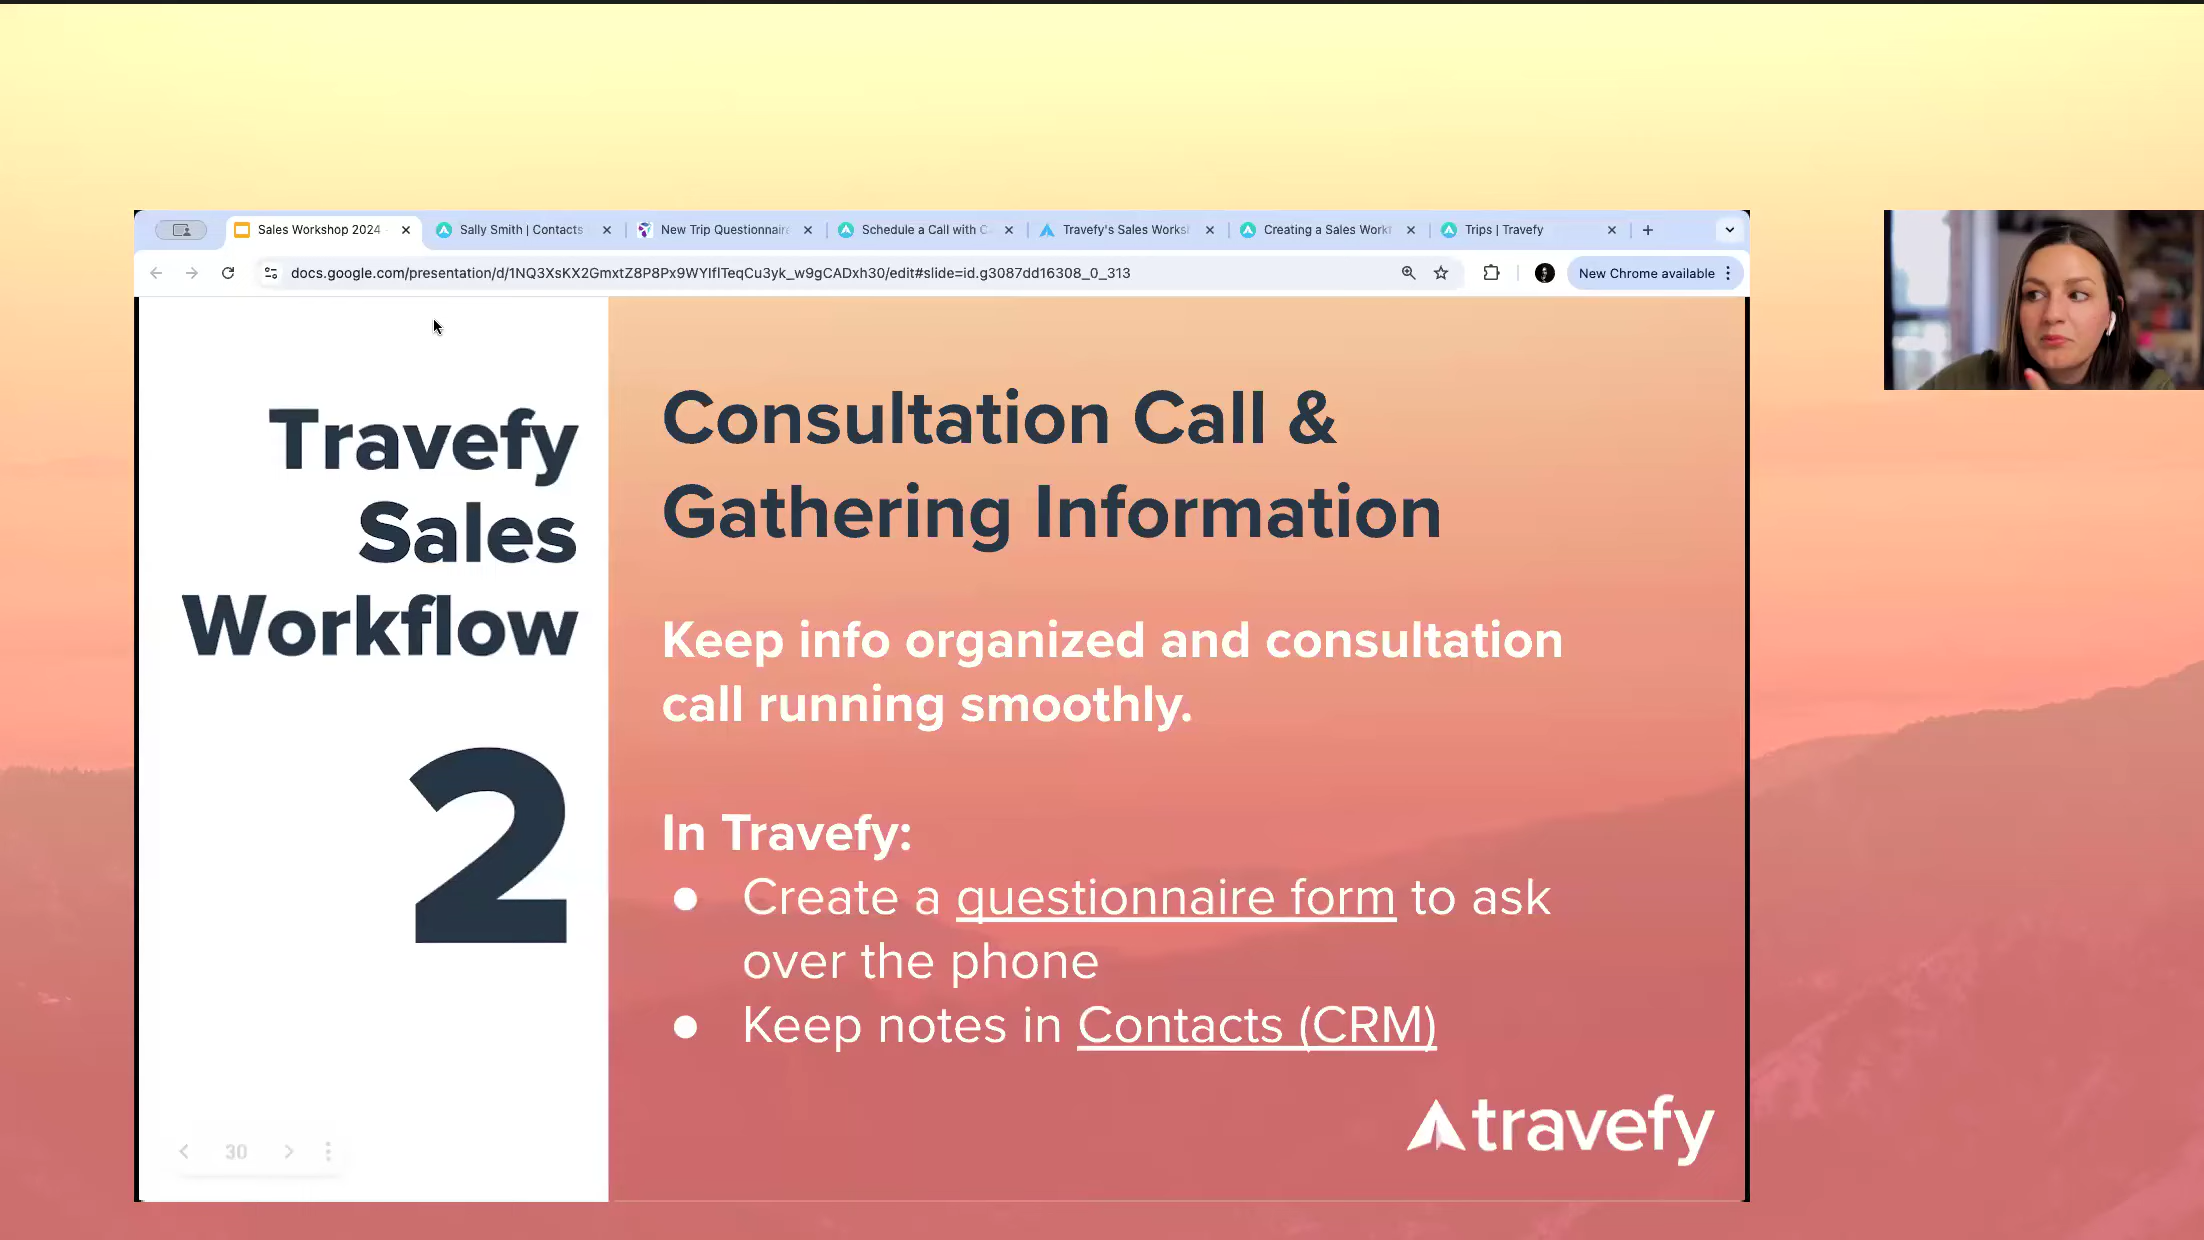 Sales Workshop 2024
Sally Smith | Contacts
New Trip Questionnaire
Schedule a Call with
Travefy's Sales Works
Creating a Sales Workf
Trips | Travefy
docs.google.com/presentation/d/1NQ3XsKX2GmxtZ8P8Px9WYIflTeqCu3yk_w9gCADxh30/edit#slide=id.g3087dd16308_0_313
New Chrome available
Travefy
Sales
Workflow
2
30
Consultation Call &
Gathering Information
Keep info organized and consultation
call running smoothly.
In Travefy:
● Create a questionnaire form to ask
over the phone
● Keep notes in Contacts (CRM)
travefy